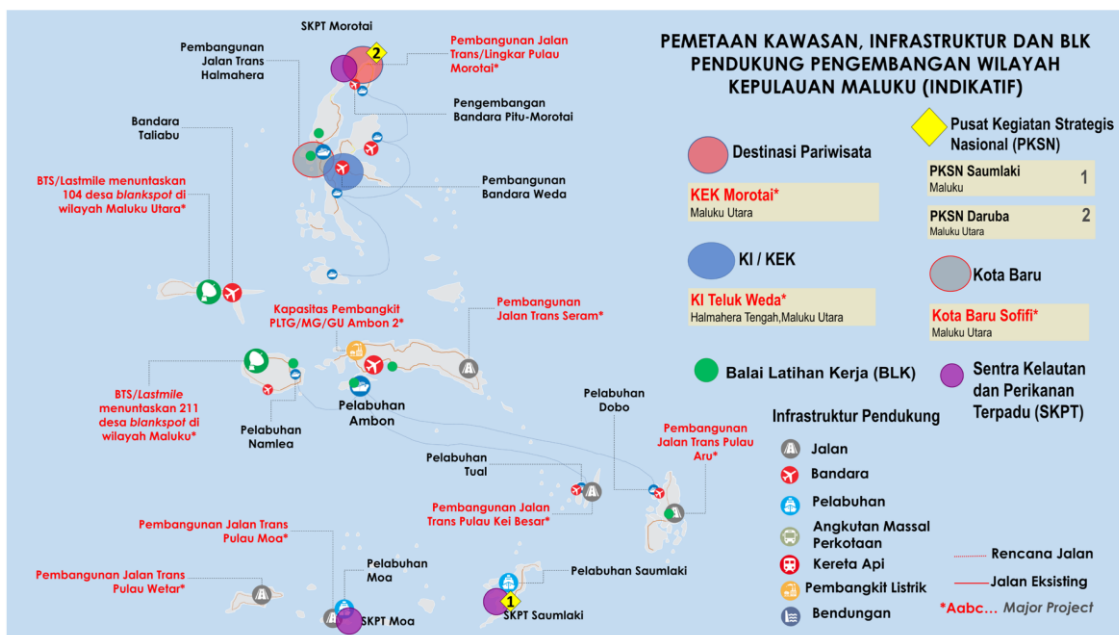 PEMETAAN KAWASAN, INFRASTRUKTUR DAN BLK
PENDUKUNG PENGEMBANGAN WILAYAH
KEPULAUAN MALUKU (INDIKATIF)
SKPT Morotai
2
Pembangunan
Jalan Trans
Halmahera
Pembangunan Jalan
Trans/Lingkar Pulau
Morotai*
Pengembangan
Bandara Pitu-Morotai
Bandara
Taliabu
BTS/Lastmile menuntaskan
104 desa blankspot di
wilayah Maluku Utara*
Pembangunan
Bandara Weda
Kapasitas Pembangkit
PLTG/MG/GU Ambon 2*
Pembangunan
Jalan Trans Seram*
BTS/Lastmile
menuntaskan 211
desa blankspot di
wilayah Maluku*
Pelabuhan
Namlea
Pelabuhan
Ambon
Pelabuhan
Tual
Pelabuhan
Dobo
Pembangunan
Jalan Trans Pulau
Aru*
Pembangunan Jalan
Trans Pulau Kei Besar*
Pembangunan Jalan Trans
Pulau Moa*
Pelabuhan
Moa
Pelabuhan Saumlaki
Pembangunan Jalan Trans
Pulau Wetar*
SKPT Moa
1
SKPT Saumlaki
Destinasi Pariwisata
KEK Morotai*
Maluku Utara
KI / KEK
KI Teluk Weda*
Halmahera Tengah,Maluku Utara
Balai Latihan Kerja (BLK)
Pusat Kegiatan Strategis
Nasional (PKSN)
PKSN Saumlaki 1
Maluku
PKSN Daruba 2
Maluku Utara
Kota Baru
Kota Baru Sofifi*
Maluku Utara
Sentra Kelautan
dan Perikanan
Terpadu (SKPT)
Infrastruktur Pendukung
Jalan
Bandara
Pelabuhan
Angkutan Massal
Perkotaan
Kereta Api
Pembangkit Listrik
Bendungan
Rencana Jalan
Jalan Eksisting
*Aabc... Major Project